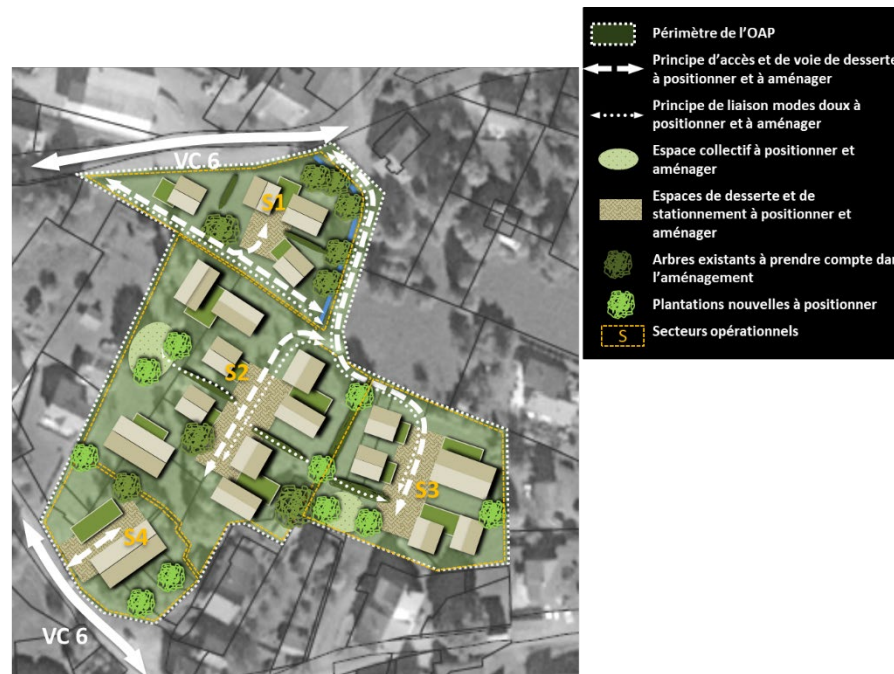 Périmètre de l'OAP
Principe d'accès et de voie de desserte
à positionner et à aménager
Principe de liaison modes doux à
positionner et à aménager
Espace collectif à positionner et
aménager
Espaces de desserte et de
stationnement à positionner et
aménager
Arbres existants à prendre compte dan
l'aménagement
Plantations nouvelles à positionner
S Secteurs opérationnels
VC 6
S1
S2
S3
S4
VC 6